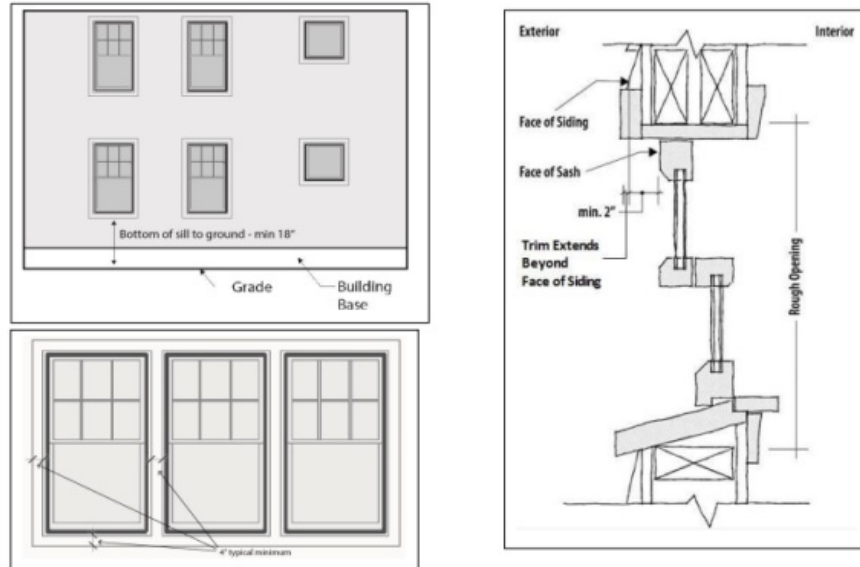 Bottom of sill to ground - min 18"
Grade
Building
Base
4" typical minimum
Exterior
Interior
Face of Siding
Face of Sash
min. 2"
Trim Extends
Beyond
Face of Siding
Rough Opening